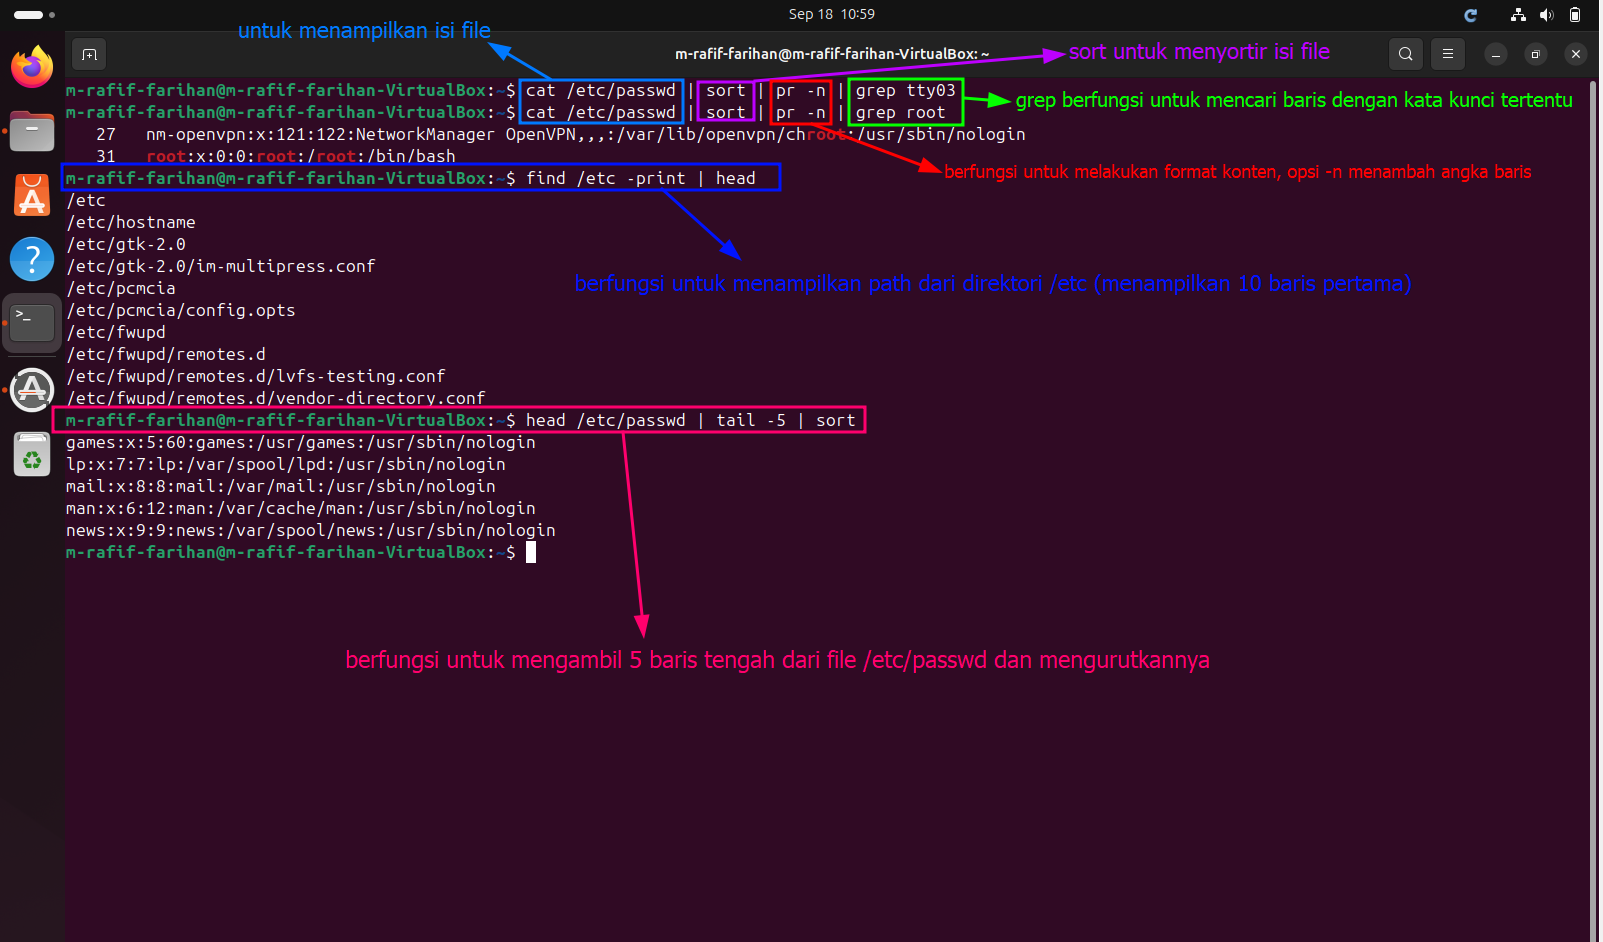 Sep 18 10:59
untuk menampilkan isi file
m-rafif-farihan@m-rafif-farihan-VirtualBox: ~
sort untuk menyortir isi file
m-rafif-farihan@m-rafif-farihan-VirtualBox:~$ cat /etc/passwd | sort | pr -n | grep tty03
grep berfungsi untuk mencari baris dengan kata kunci tertentu
m-rafif-farihan@m-rafif-farihan-VirtualBox:~$ cat /etc/passwd | sort | pr -n | grep root
27 nm-openvpn:x:121:122:NetworkManager OpenVPN,,,:/var/lib/openvpn/chroot:/usr/sbin/nologin
31 root:x:0:0:root:/root:/bin/bash
berfungsi untuk melakukan format konten, opsi -n menambah angka baris
m-rafif-farihan@m-rafif-farihan-VirtualBox:~$ find /etc -print | head
/etc
/etc/hostname
/etc/gtk-2.0
/etc/gtk-2.0/im-multipress.conf
berfungsi untuk menampilkan path dari direktori /etc (menampilkan 10 baris pertama)
/etc/pcmcia
/etc/pcmcia/config.opts
/etc/fwupd
/etc/fwupd/remotes.d
/etc/fwupd/remotes.d/lvfs-testing.conf
/etc/fwupd/remotes.d/vendor-directory.conf
m-rafif-farihan@m-rafif-farihan-VirtualBox:~$ head /etc/passwd | tail -5 | sort
games:x:5:60:games:/usr/games:/usr/sbin/nologin
lp:x:7:7:lp:/var/spool/lpd:/usr/sbin/nologin
mail:x:8:8:mail:/var/mail:/usr/sbin/nologin
man:x:6:12:man:/var/cache/man:/usr/sbin/nologin
news:x:9:9:news:/var/spool/news:/usr/sbin/nologin
m-rafif-farihan@m-rafif-farihan-VirtualBox:~$
berfungsi untuk mengambil 5 baris tengah dari file /etc/passwd dan mengurutkannya